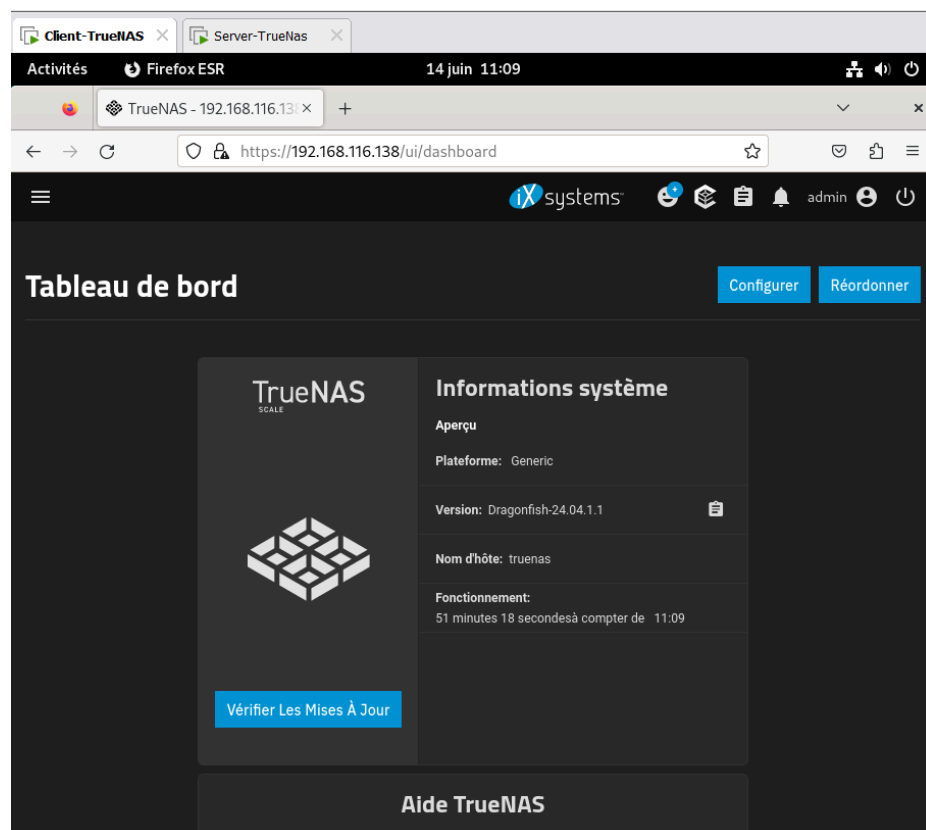 Client-TrueNAS
Server-TrueNas
Activités Firefox ESR 14 juin 11:09
TrueNAS - 192.168.116.138
https://192.168.116.138/ui/dashboard
iXsystems™ admin
Tableau de bord
Configurer Réordonner
TrueNAS
SCALE
Informations système
Aperçu
Plateforme: Generic
Version: Dragonfish-24.04.1.1
Nom d'hôte: truenas
Fonctionnement:
51 minutes 18 secondesà compter de 11:09
Vérifier Les Mises À Jour
Aide TrueNAS